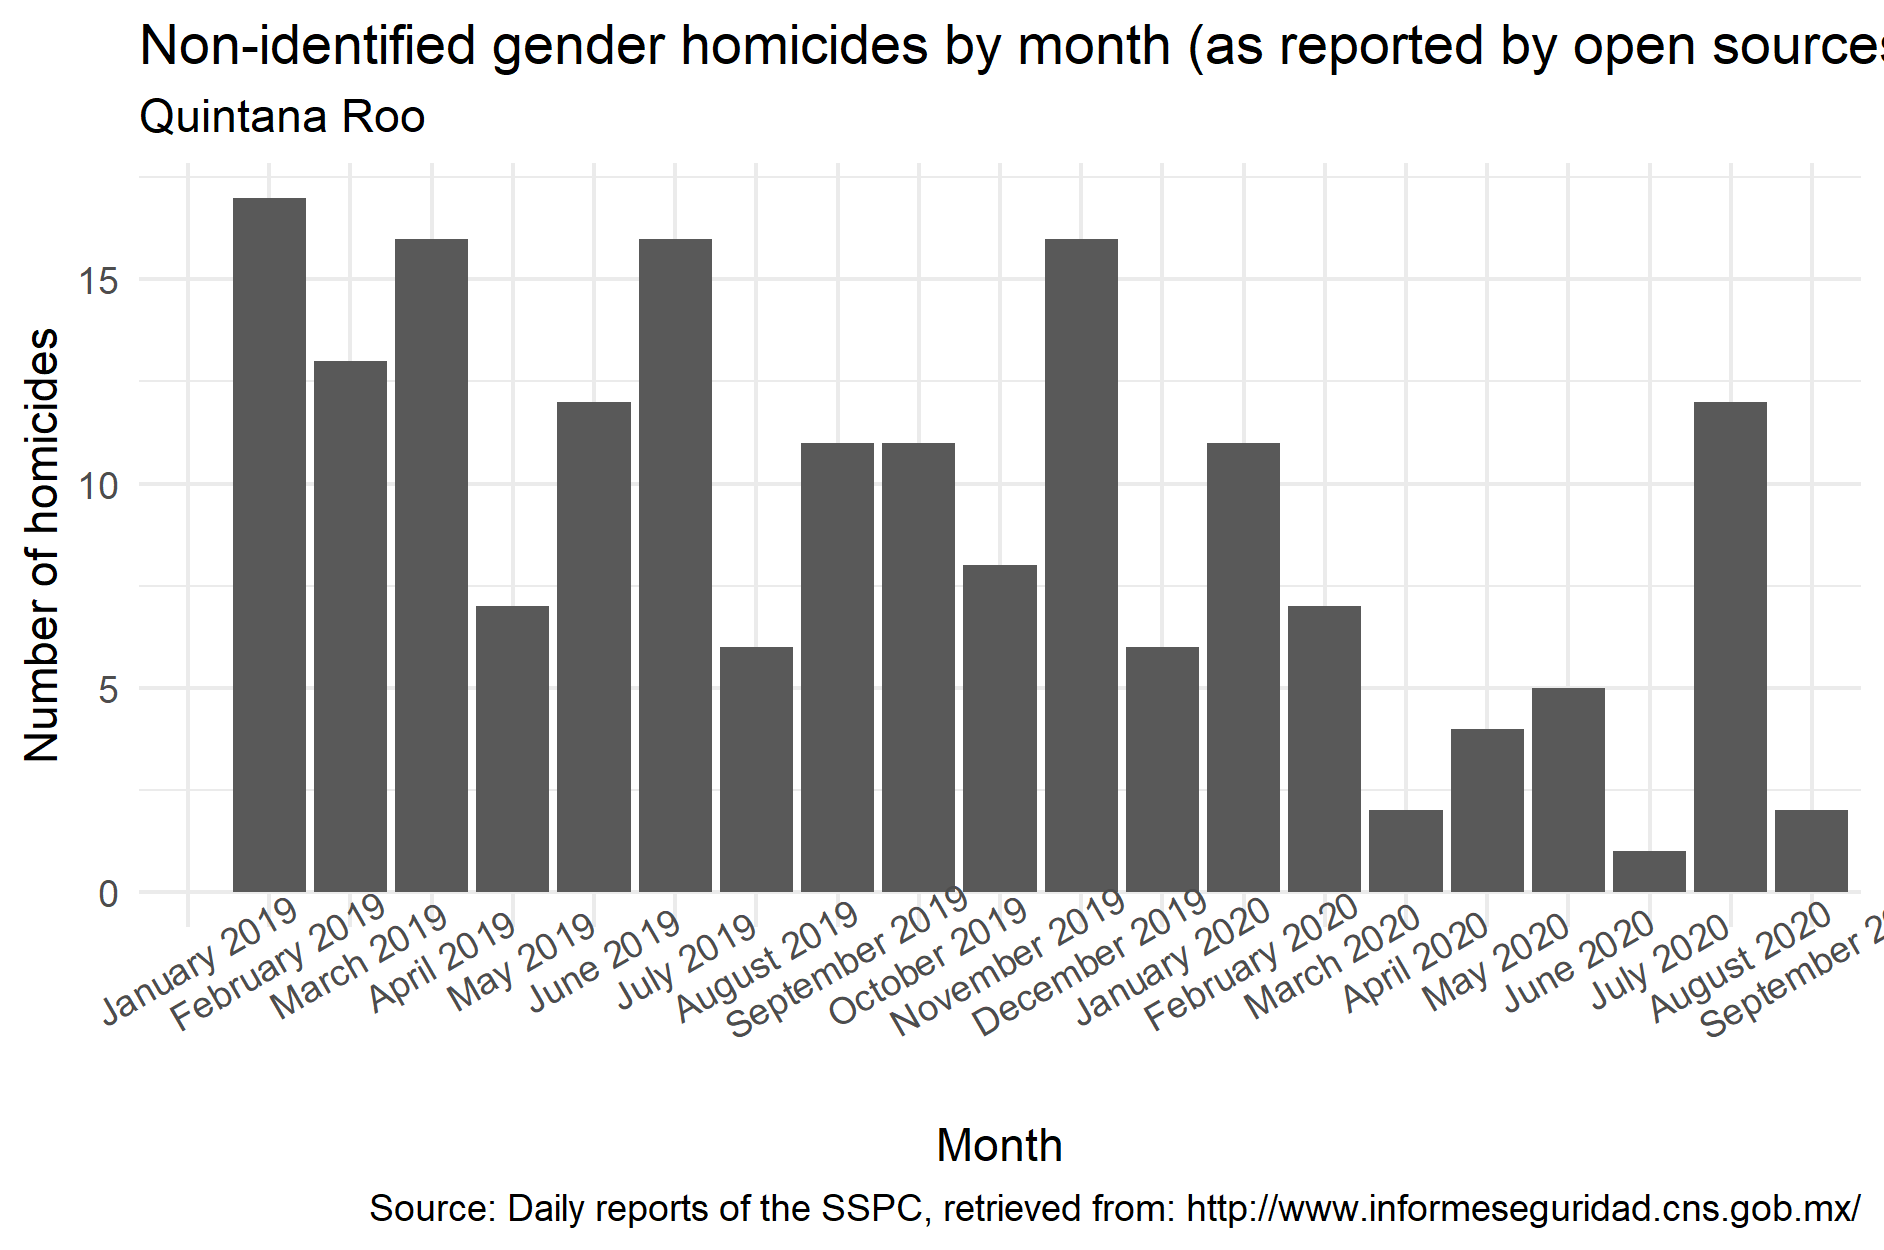 Non-identified gender homicides by month (as reported by open sources
Quintana Roo
Number of homicides
15
10
5
0
January 2019
February 2019
March 2019
April 2019
May 2019
June 2019
July 2019
August 2019
September 2019
October 2019
November 2019
December 2019
January 2020
February 2020
March 2020
April 2020
May 2020
June 2020
July 2020
August 2020
September 2
Month
Source: Daily reports of the SSPC, retrieved from: http://www.informeseguridad.cns.gob.mx/